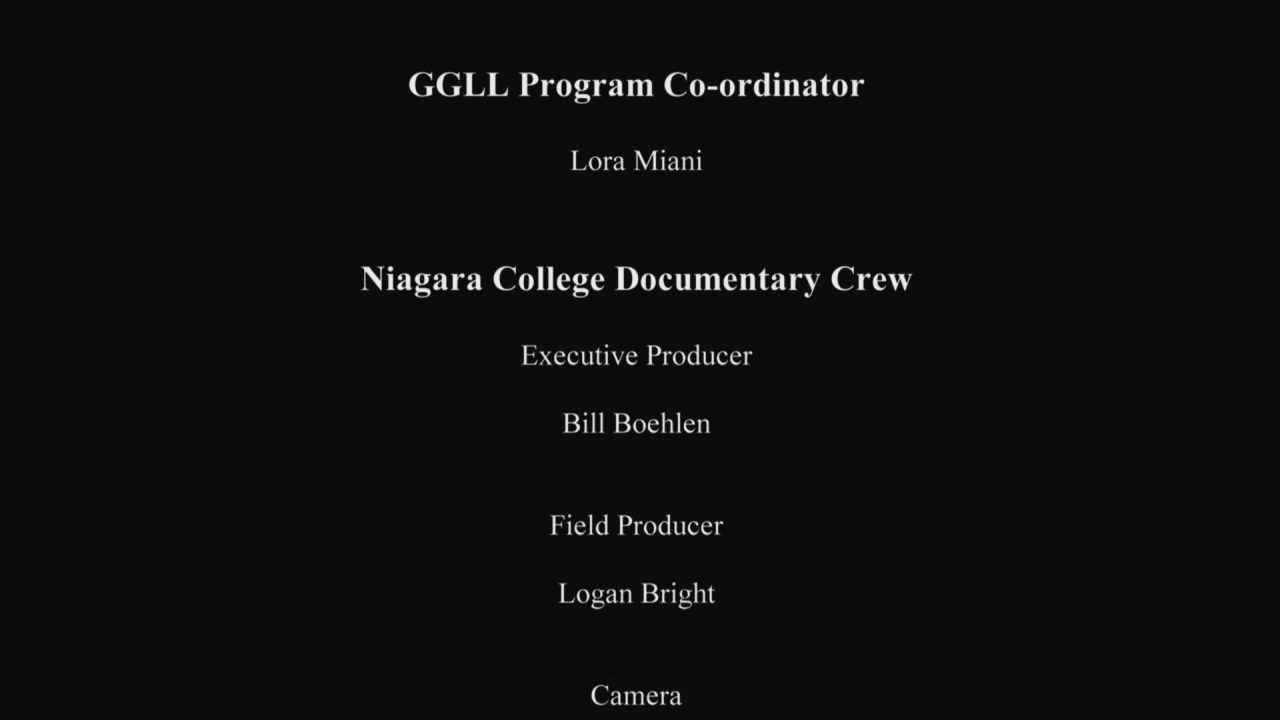 GGLL Program Co-ordinator
Lora Miani
Niagara College Documentary Crew
Executive Producer
Bill Boehlen
Field Producer
Logan Bright
Camera